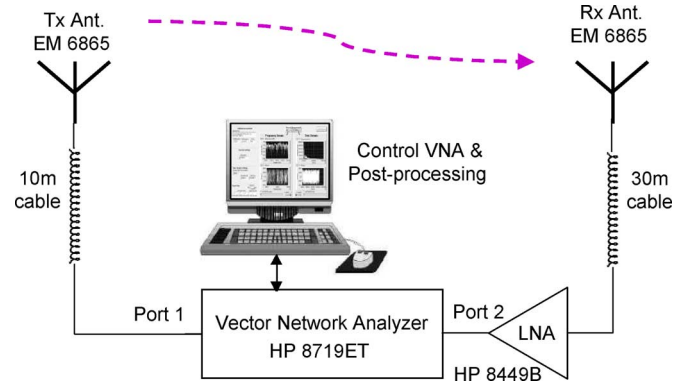 Tx Ant.
EM 6865
Rx Ant.
EM 6865
Control VNA &
Post-processing
10m
cable
30m
cable
Port 1
Vector Network Analyzer
HP 8719ET
Port 2
LNA
HP 8449B